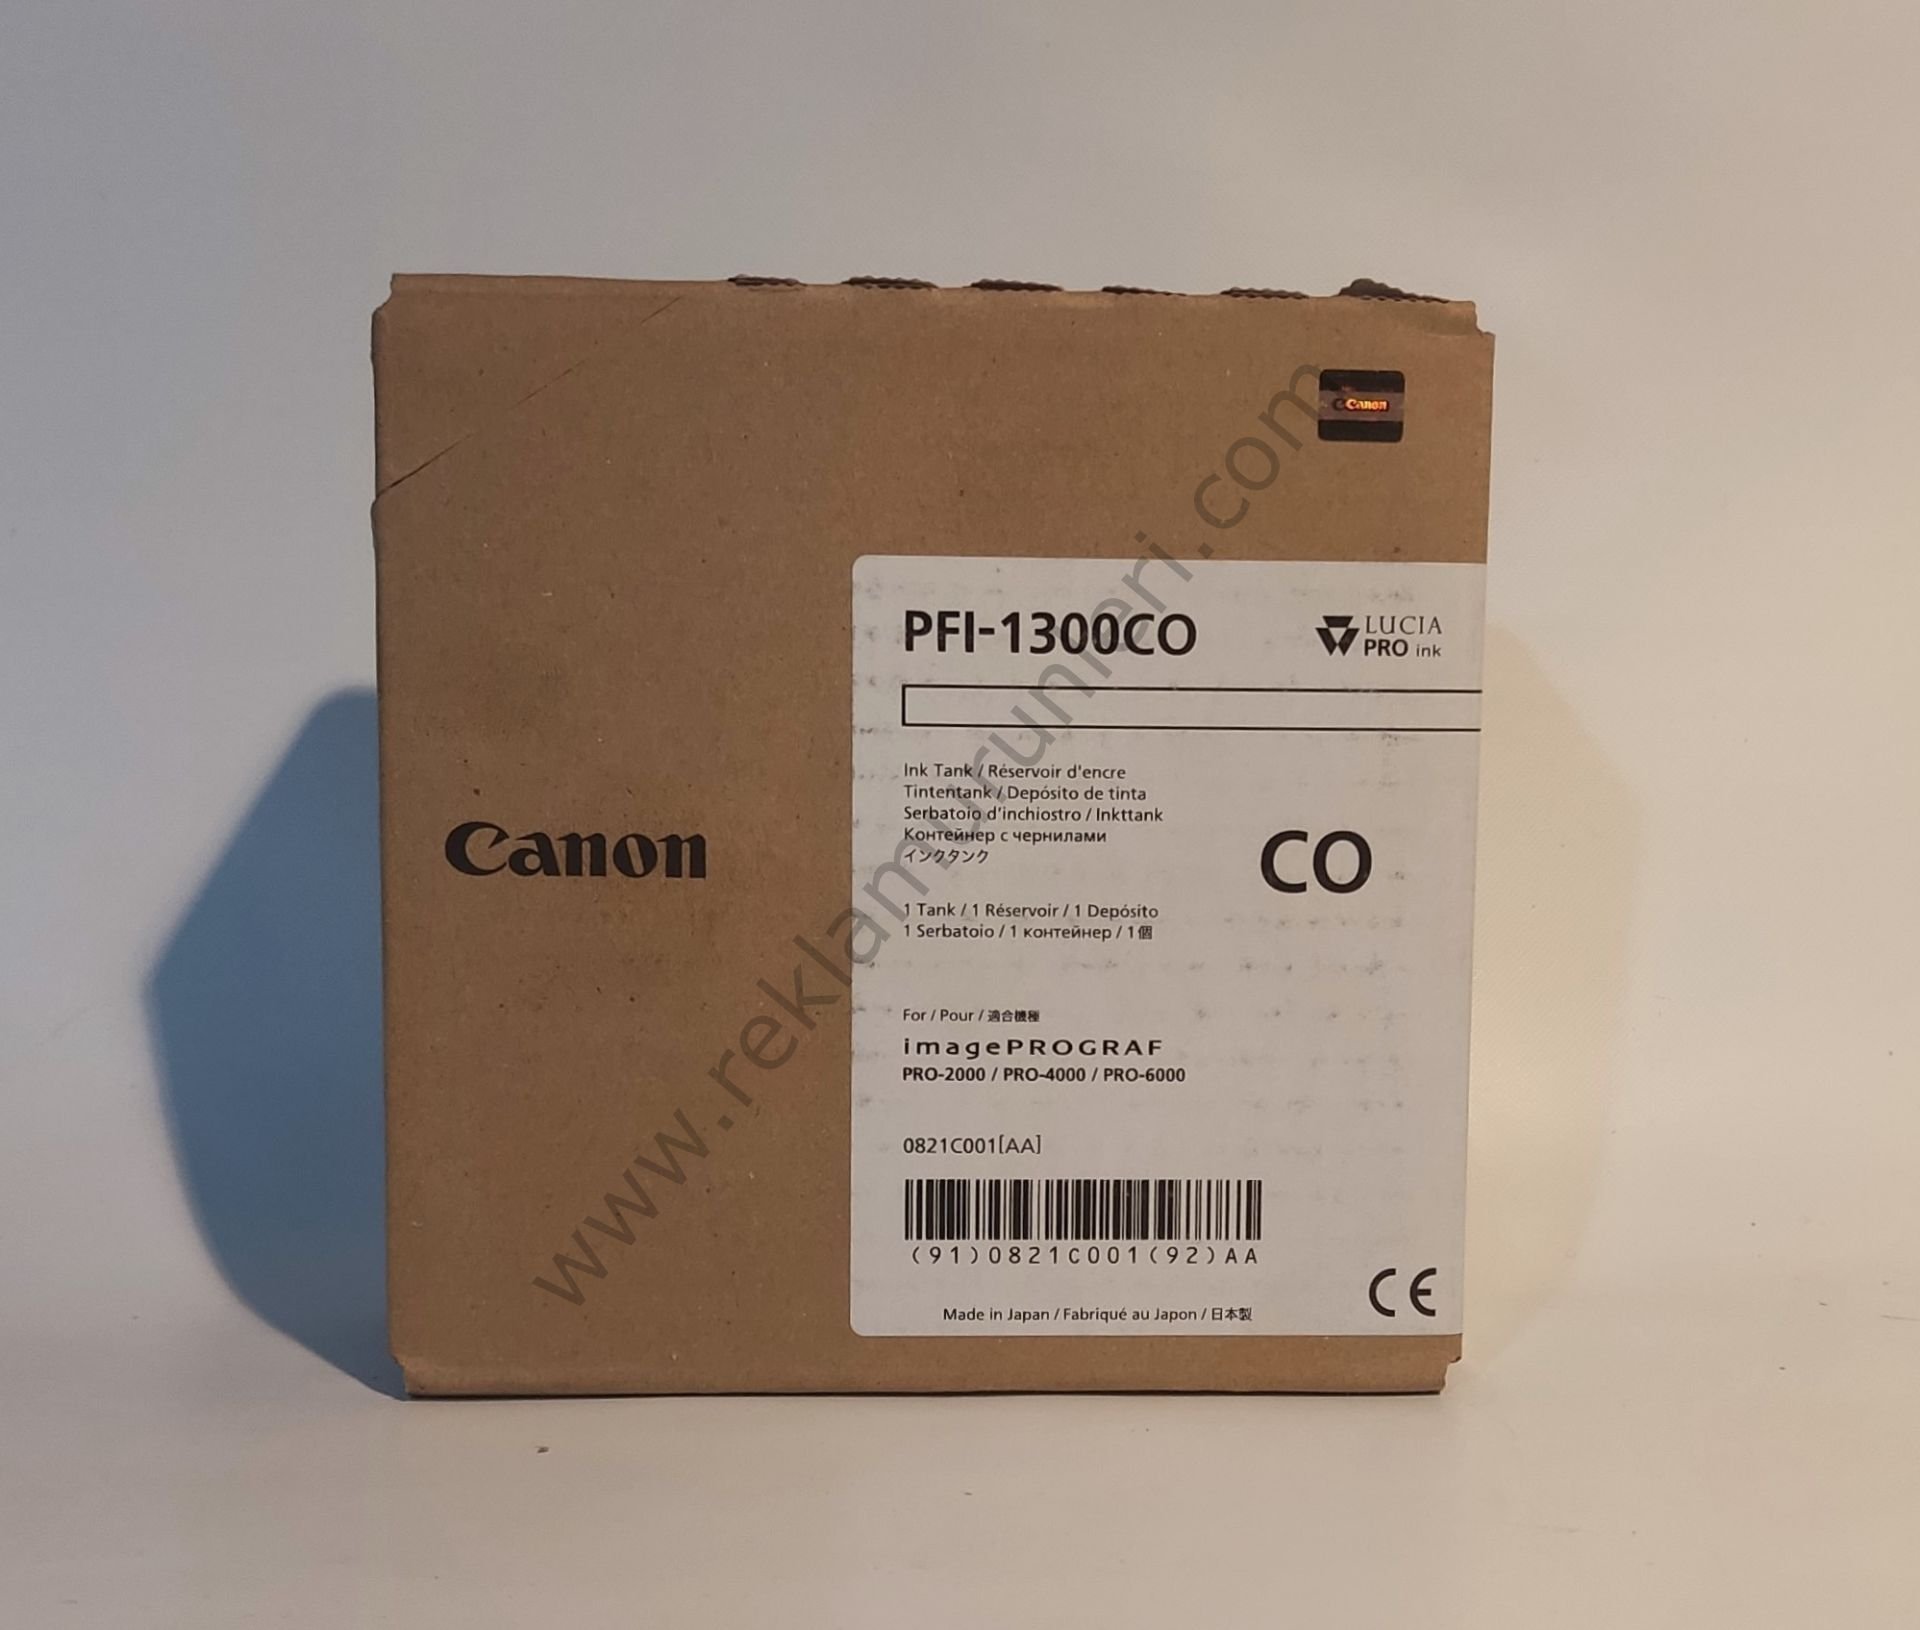 Canon
PFI-1300CO
LUCIA
PRO ink
Ink Tank / Réservoir d'encre
Tintentank / Depósito de tinta
Serbatoio d'inchiostro / Inkttank
Контейнер с чернилами
インクタンク
CO
1 Tank / 1 Réservoir / 1 Depósito
1 Serbatoio / 1 контейнер / 1個
For / Pour / 適合機種
imagePROGRAF
PRO-2000 / PRO-4000 / PRO-6000
0821C001[AA]
(91)0821C001(92)AA
CE
Made in Japan / Fabriqué au Japon / 日本製
Canon
www.reklamurunleri.com